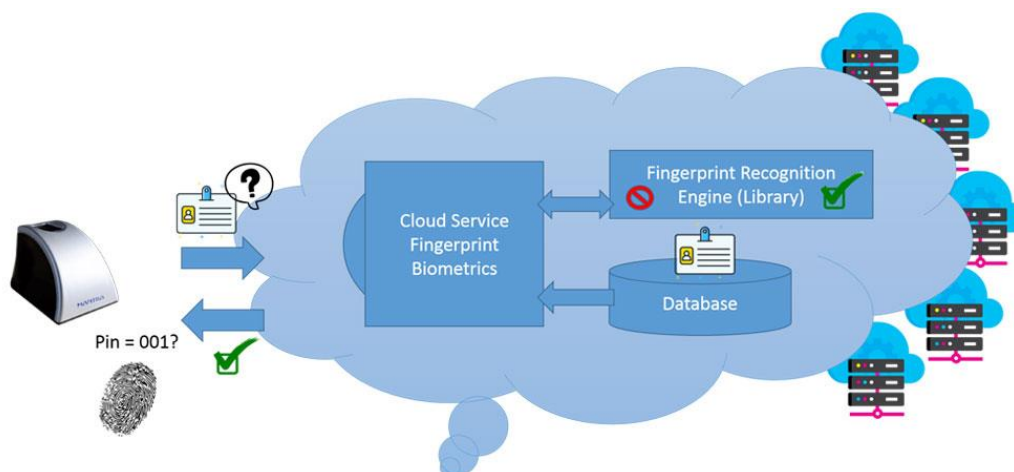 ?
Fingerprint Recognition
Engine (Library)
Cloud Service
Fingerprint
Biometrics
Database
Pin = 001?